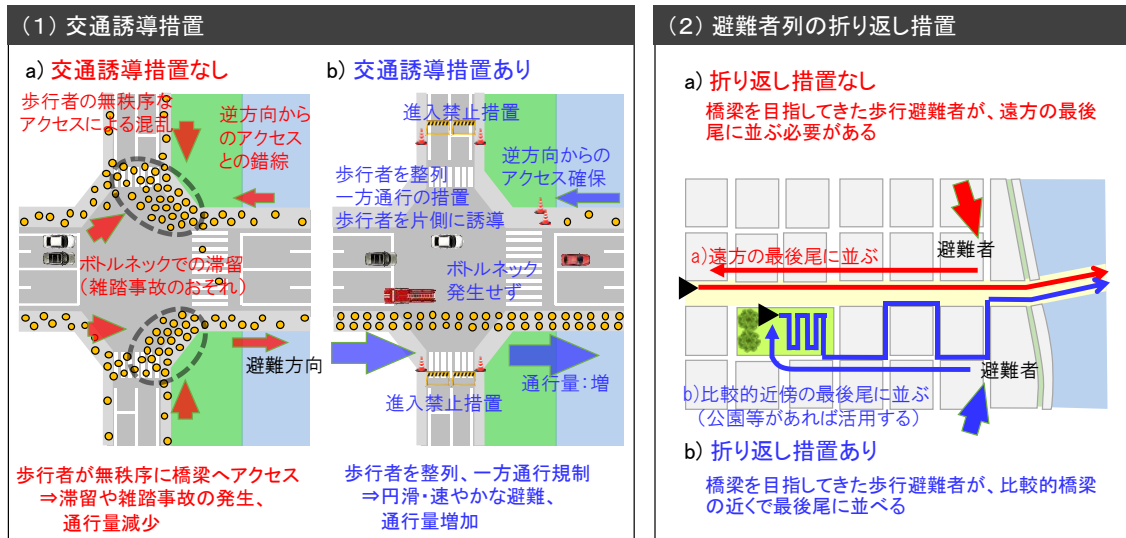 (1)交通誘導措置
a) 交通誘導措置なし
歩行者の無秩序な
アクセスによる混乱
逆方向から
のアクセス
との錯綜
ボトルネックでの滞留
(雑踏事故のおそれ)
避難方向
歩行者が無秩序に橋梁へアクセス
⇒滞留や雑踏事故の発生、
通行量減少
b) 交通誘導措置あり
進入禁止措置
逆方向からの
アクセス確保
歩行者を整列
一方通行の措置
歩行者を片側に誘導
ボトルネック
発生せず
通行量:増
進入禁止措置
歩行者を整列、一方通行規制
⇒円滑・速やかな避難、
通行量増加
(2)避難者列の折り返し措置
a) 折り返し措置なし
橋梁を目指してきた歩行避難者が、遠方の最後
尾に並ぶ必要がある
避難者
a)遠方の最後尾に並ぶ
避難者
b)比較的近傍の最後尾に並ぶ
(公園等があれば活用する)
b) 折り返し措置あり
橋梁を目指してきた歩行避難者が、比較的橋梁
の近くで最後尾に並べる